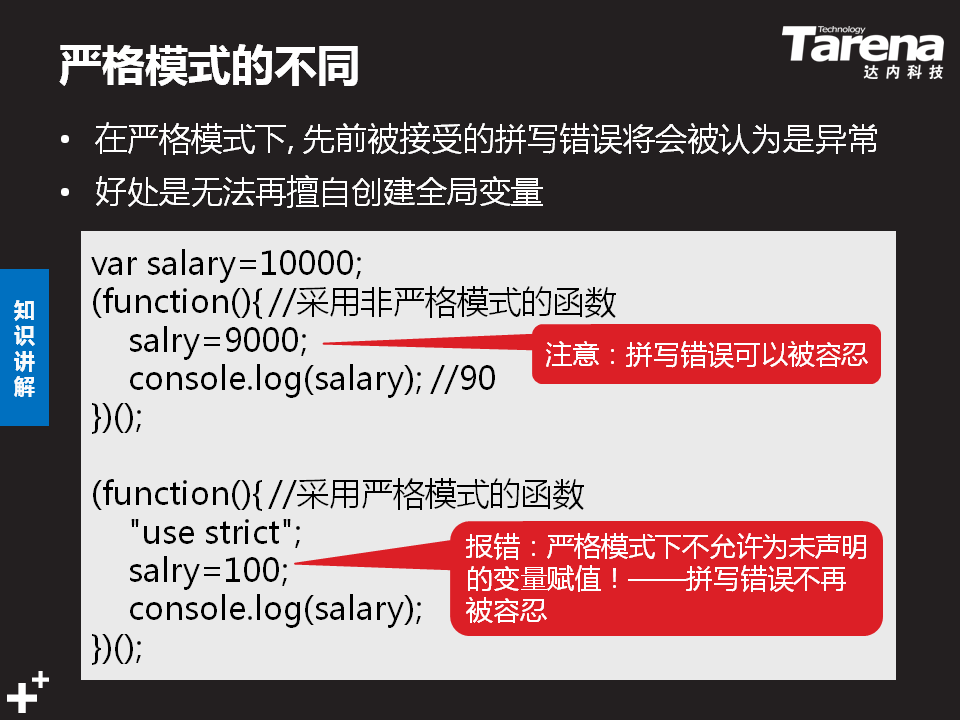 严格模式的不同
Technology
Tarena
达内科技
• 在严格模式下, 先前被接受的拼写错误将会被认为是异常
• 好处是无法再擅自创建全局变量
知识讲解
var salary=10000;
(function(){ //采用非严格模式的函数
salry=9000;
注意：拼写错误可以被容忍
console.log(salary); //90
})();
(function(){ //采用严格模式的函数
"use strict";
salry=100;
console.log(salary);
})();
报错：严格模式下不允许为未声明
的变量赋值！——拼写错误不再
被容忍